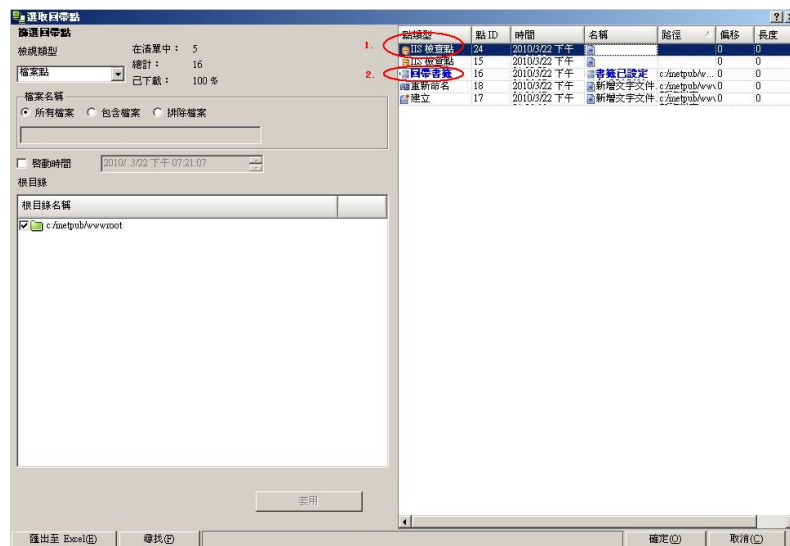 選取回帶點
篩選回帶點
檢視類型
檔案點
在清單中： 5
總計： 16
已下載： 100 %
檔案名稱
所有檔案 包含檔案 排除檔案
啓動時間 2010/ 3/22 下午 07:21:07
根目錄
根目錄名稱
c:/inetpub/wwwroot
套用
1.
2.
點類型 點 ID 時間 名稱 路徑 偏移 長度
IIS 檢查點 24 2010/3/22 下午 0 0
IIS 檢查點 15 2010/3/22 下午 0 0
回帶書籤 16 2010/3/22 下午 書籤已設定 c:/inetpub/w... 0 0
重新命名 18 2010/3/22 下午 新增文字文件. c:/inetpub/ww\ 0 0
建立 17 2010/3/22 下午 新增文字文件. c:/inetpub/ww\ 0 0
匯出至 Excel(E) 尋找(F) 確定(O) 取消(C)